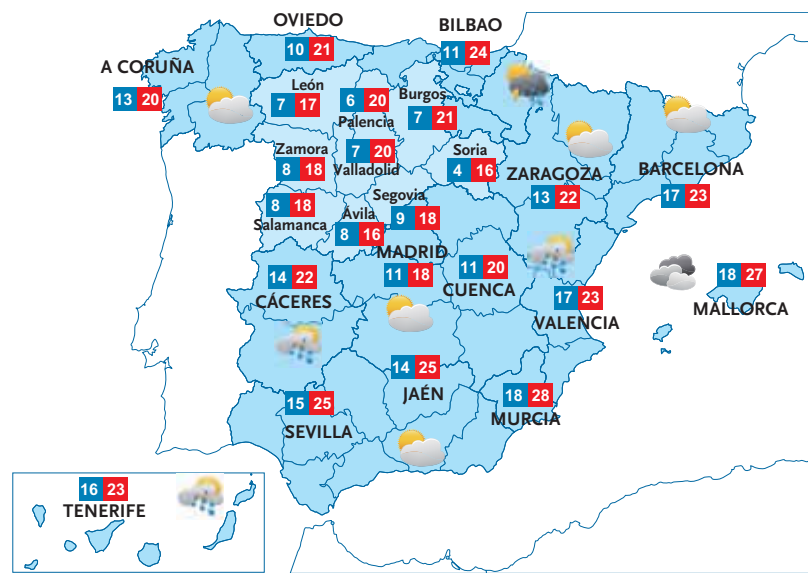 OVIEDO
10 21
BILBAO
11 24
A CORUÑA
13 20
León
7 17
6 20
Palencia
Burgos
7 21
Zamora
8 18
7 20
Valladolid
Soria
4 16
ZARAGOZA
13 22
BARCELONA
17 23
8 18
Salamanca
Ávila
8 16
Segovia
9 18
MADRID
11 18
11 20
CUENCA
14 22
CÁCERES
17 23
VALENCIA
18 27
MALLORCA
14 25
JAÉN
15 25
SEVILLA
18 28
MURCIA
16 23
TENERIFE